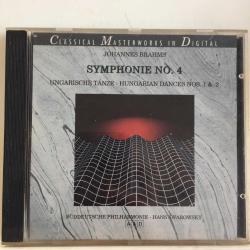 CLASSICAL MASTERWORKS IN DIGITAL
JOHANNES BRAHMS
SYMPHONIE NO. 4
UNGARISCHE TÄNZE - HUNGARIAN DANCES NOS. 1 & 2
SÜDDEUTSCHE PHILHARMONIE - HANS SWAROWSKY